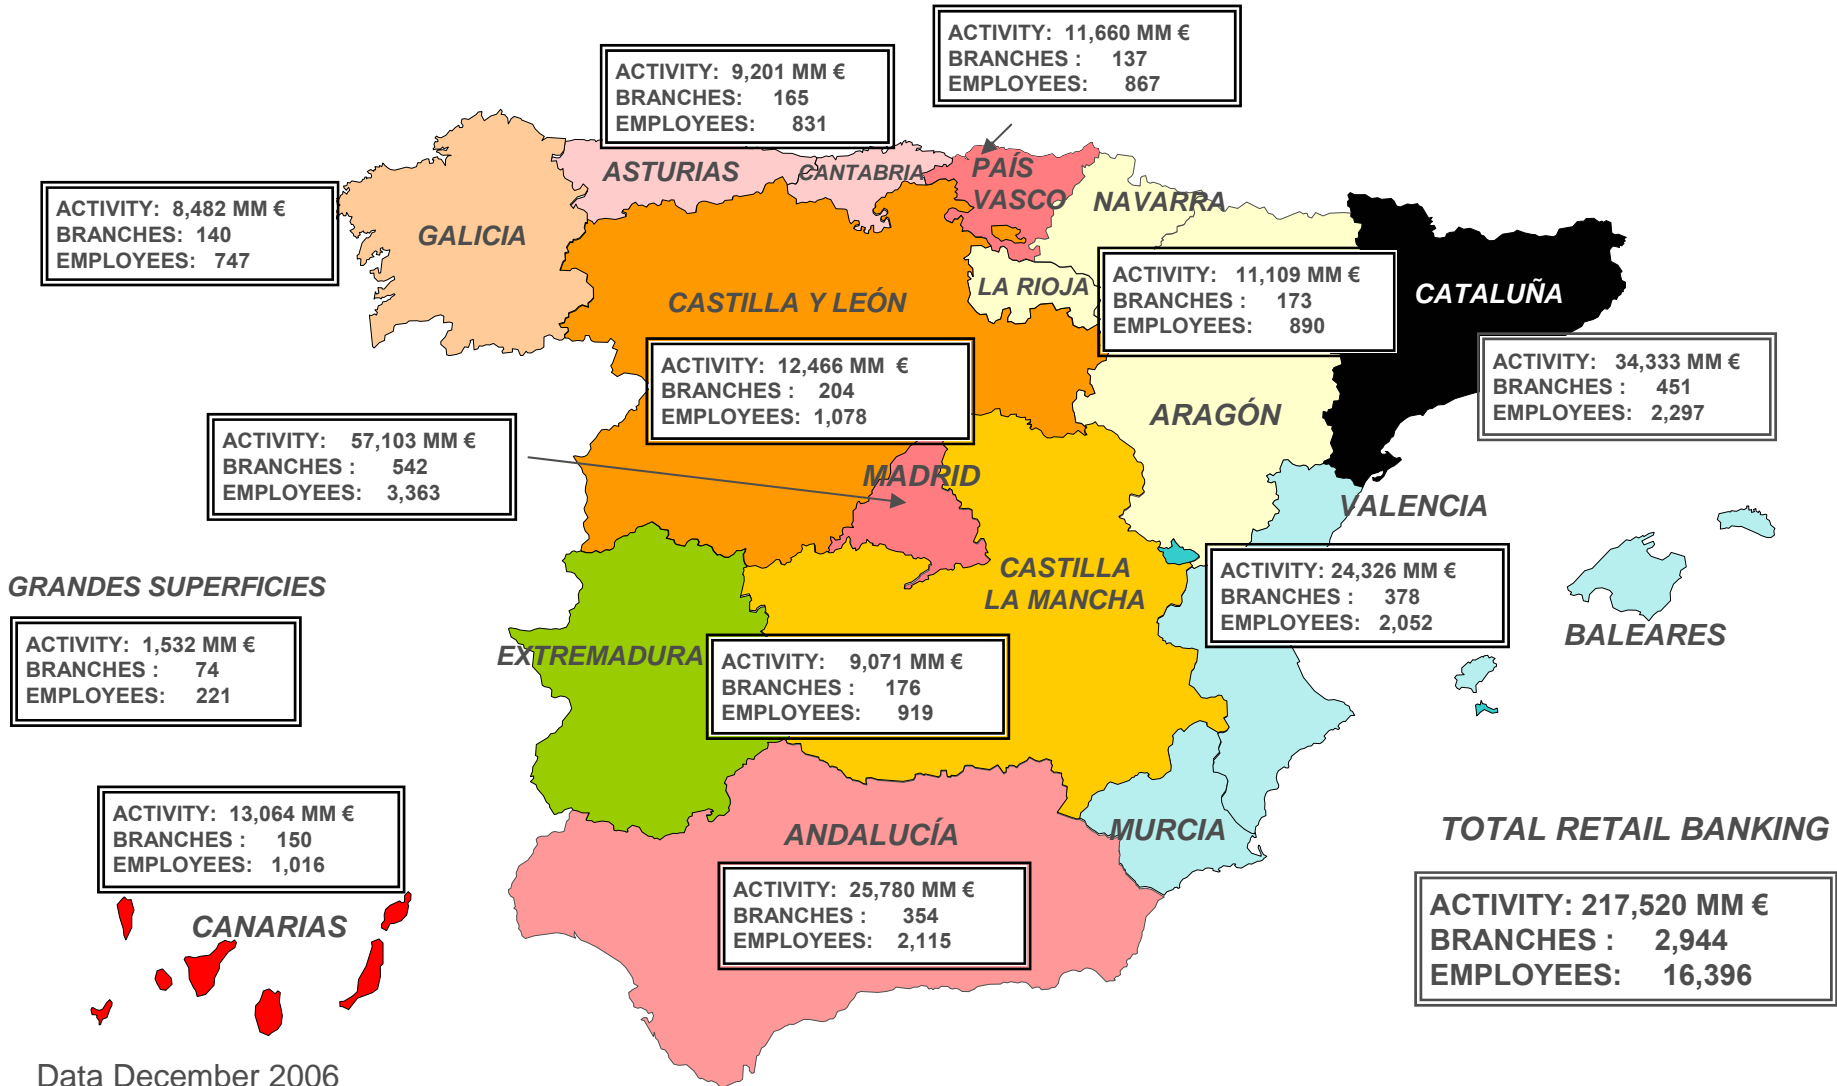 ACTIVITY: 11,660 MM €
BRANCHES : 137
EMPLOYEES: 867
ACTIVITY: 9,201 MM €
BRANCHES: 165
EMPLOYEES: 831
ASTURIAS
CANTABRIA
PAÍS
VASCO
NAVARRA
ACTIVITY: 8,482 MM €
BRANCHES: 140
EMPLOYEES: 747
GALICIA
CASTILLA Y LEÓN
LA RIOJA
ACTIVITY: 11,109 MM €
BRANCHES : 173
EMPLOYEES: 890
CATALUÑA
ACTIVITY: 12,466 MM €
BRANCHES : 204
EMPLOYEES: 1,078
ARAGÓN
ACTIVITY: 34,333 MM €
BRANCHES : 451
EMPLOYEES: 2,297
ACTIVITY: 57,103 MM €
BRANCHES : 542
EMPLOYEES: 3,363
MADRID
VALENCIA
CASTILLA
LA MANCHA
ACTIVITY: 24,326 MM €
BRANCHES : 378
EMPLOYEES: 2,052
BALEARES
GRANDES SUPERFICIES
ACTIVITY: 1,532 MM €
BRANCHES : 74
EMPLOYEES: 221
EXTREMADURA
ACTIVITY: 9,071 MM €
BRANCHES : 176
EMPLOYEES: 919
ACTIVITY: 13,064 MM €
BRANCHES : 150
EMPLOYEES: 1,016
CANARIAS
ANDALUCÍA
MURCIA
ACTIVITY: 25,780 MM €
BRANCHES : 354
EMPLOYEES: 2,115
TOTAL RETAIL BANKING
ACTIVITY: 217,520 MM €
BRANCHES : 2,944
EMPLOYEES: 16,396
Data December 2006